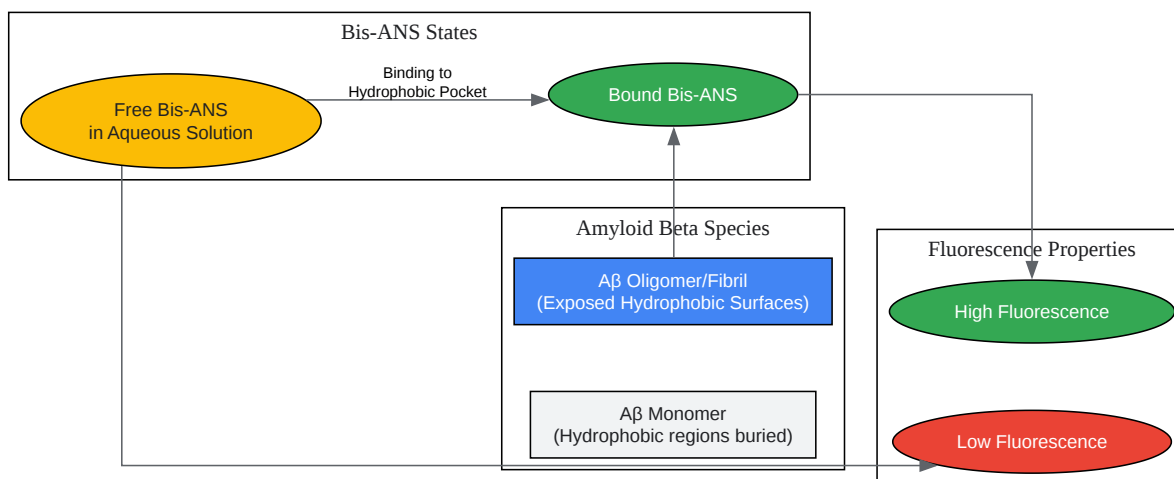 Bis-ANS States
Free Bis-ANS
in Aqueous Solution
Binding to
Hydrophobic Pocket
Bound Bis-ANS
Amyloid Beta Species
Aβ Oligomer/Fibril
(Exposed Hydrophobic Surfaces)
Aβ Monomer
(Hydrophobic regions buried)
Fluorescence Properties
High Fluorescence
Low Fluorescence